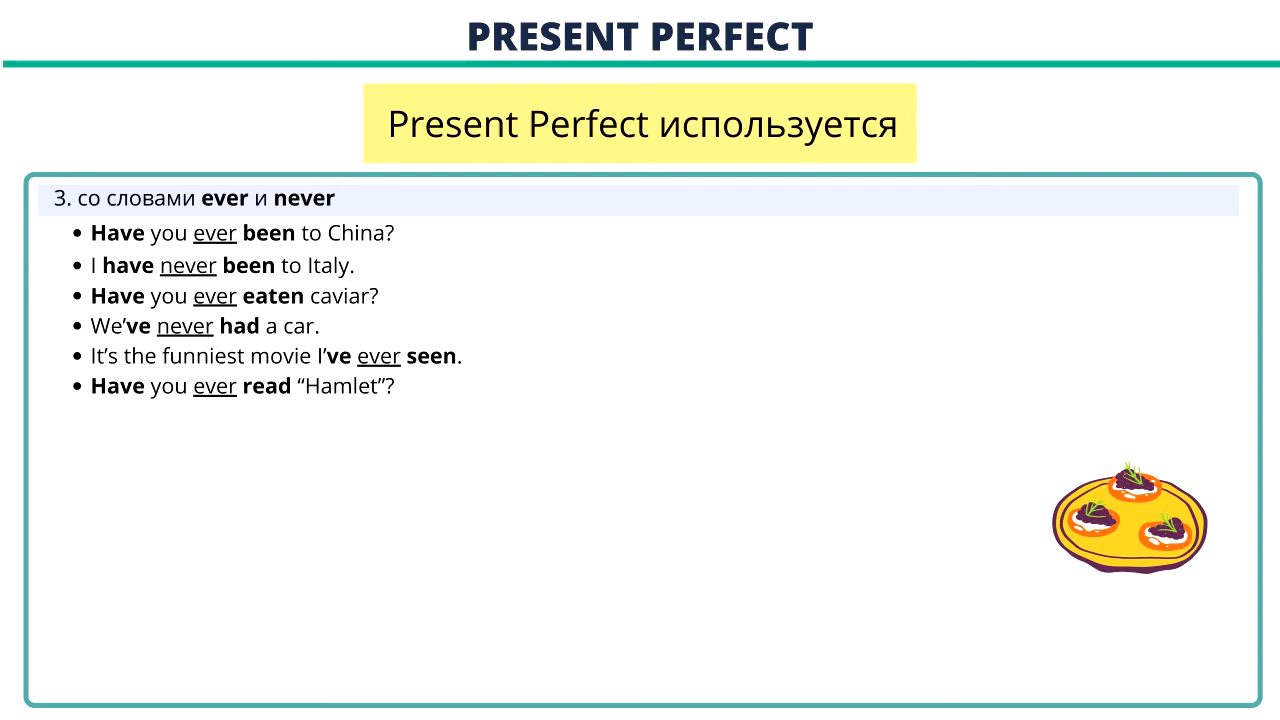 PRESENT PERFECT
Present Perfect используется
3. со словами ever и never
• Have you ever been to China?
• I have never been to Italy.
• Have you ever eaten caviar?
• We’ve never had a car.
• It’s the funniest movie I’ve ever seen.
• Have you ever read “Hamlet”?